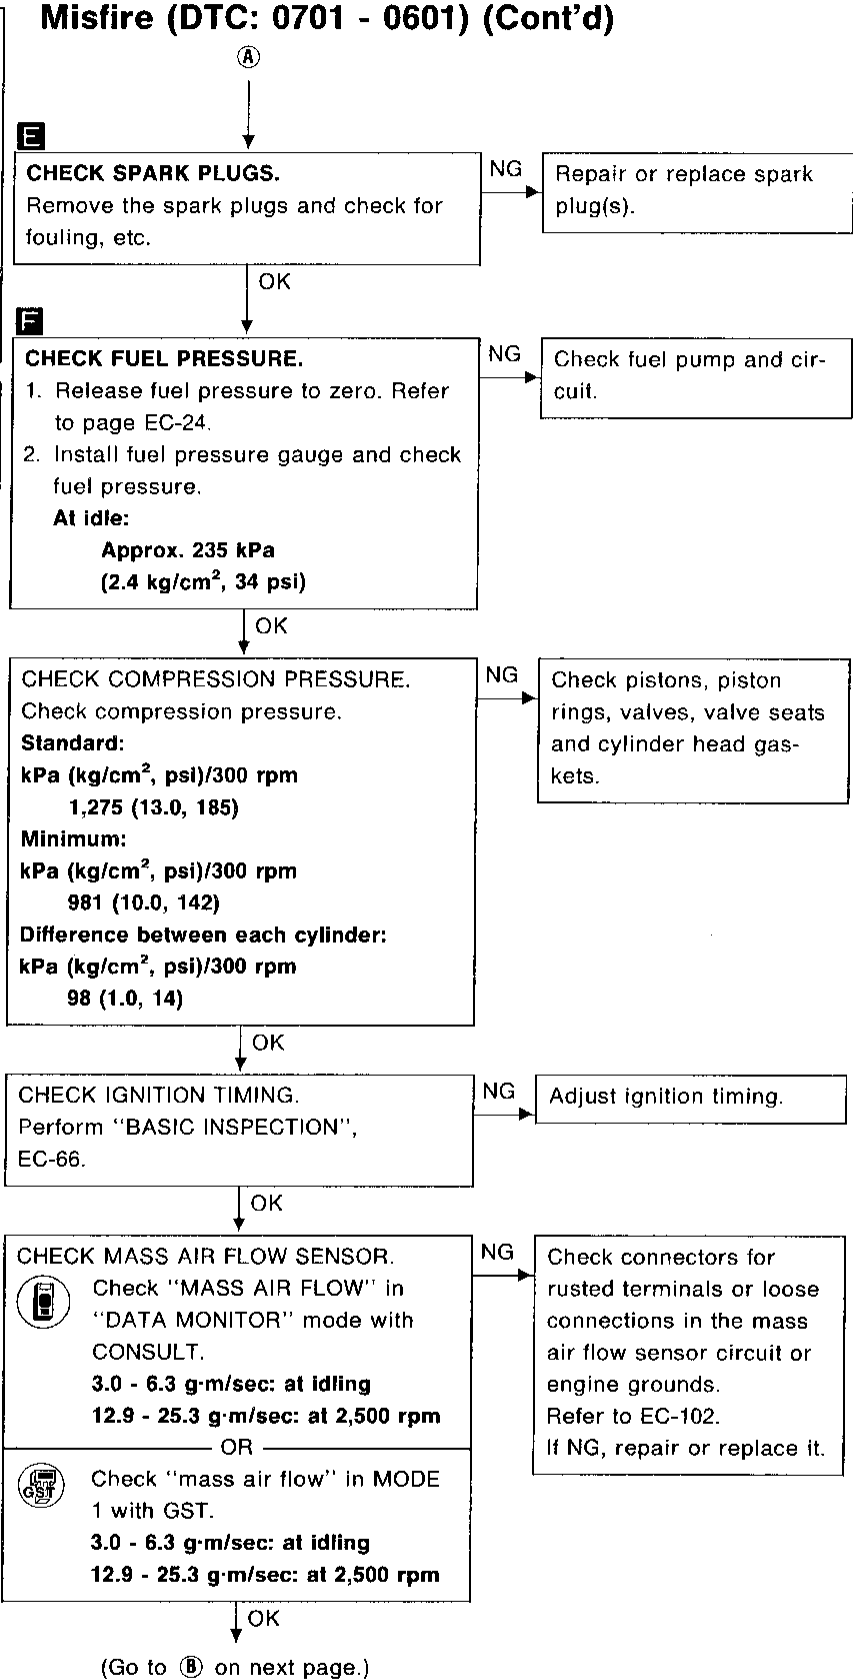 Misfire (DTC: 0701 - 0601) (Cont'd)
A
E
CHECK SPARK PLUGS.
Remove the spark plugs and check for
fouling, etc.
NG
Repair or replace spark
plug(s).
OK
F
CHECK FUEL PRESSURE.
1. Release fuel pressure to zero. Refer
to page EC-24.
2. Install fuel pressure gauge and check
fuel pressure.
At idle:
Approx. 235 kPa
(2.4 kg/cm², 34 psi)
NG
Check fuel pump and cir-
cuit.
OK
CHECK COMPRESSION PRESSURE.
Check compression pressure.
Standard:
kPa (kg/cm², psi)/300 rpm
1,275 (13.0, 185)
Minimum:
kPa (kg/cm², psi)/300 rpm
981 (10.0, 142)
Difference between each cylinder:
kPa (kg/cm², psi)/300 rpm
98 (1.0, 14)
NG
Check pistons, piston
rings, valves, valve seats
and cylinder head gas-
kets.
OK
CHECK IGNITION TIMING.
Perform "BASIC INSPECTION",
EC-66.
NG
Adjust ignition timing.
OK
CHECK MASS AIR FLOW SENSOR.
Check "MASS AIR FLOW" in
"DATA MONITOR" mode with
CONSULT.
3.0 - 6.3 g·m/sec: at idling
12.9 - 25.3 g·m/sec: at 2,500 rpm
OR
GST
Check "mass air flow" in MODE
1 with GST.
3.0 - 6.3 g·m/sec: at idling
12.9 - 25.3 g·m/sec: at 2,500 rpm
NG
Check connectors for
rusted terminals or loose
connections in the mass
air flow sensor circuit or
engine grounds.
Refer to EC-102.
If NG, repair or replace it.
OK
(Go to B on next page.)